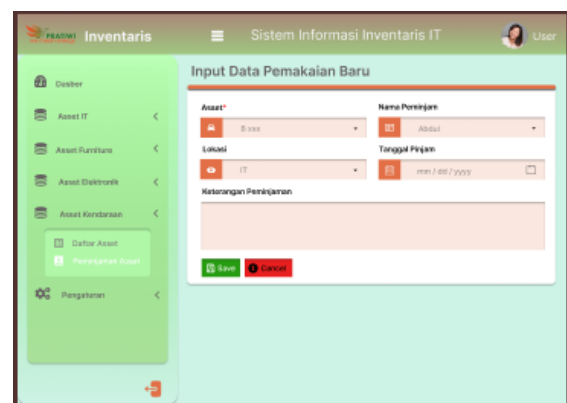 PRATIWI Inventaris
Sistem Informasi Inventaris IT
User
Input Data Pemakaian Baru
Dasbor
Asset IT
Asset Furniture
Asset Elektronik
Asset Kendaraan
Daftar Asset
Peminjaman Asset
Pengaturan
Asset*
Nama Peminjam
B xxx
Abdul
Lokasi
Tanggal Pinjam
IT
mm / dd / yyyy
Keterangan Peminjaman
Save
Cancel